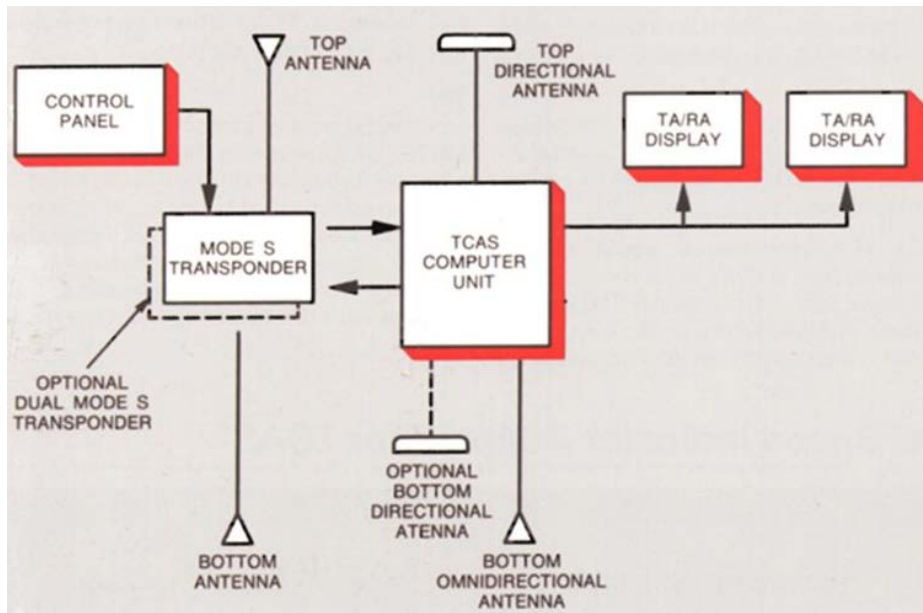 TOP
ANTENNA
TOP
DIRECTIONAL
ANTENNA
CONTROL
PANEL
TA/RA
DISPLAY
TA/RA
DISPLAY
MODE S
TRANSPONDER
TCAS
COMPUTER
UNIT
OPTIONAL
DUAL MODE S
TRANSPONDER
OPTIONAL
BOTTOM
DIRECTIONAL
ATENNA
BOTTOM
ANTENNA
BOTTOM
OMNIDIRECTIONAL
ANTENNA